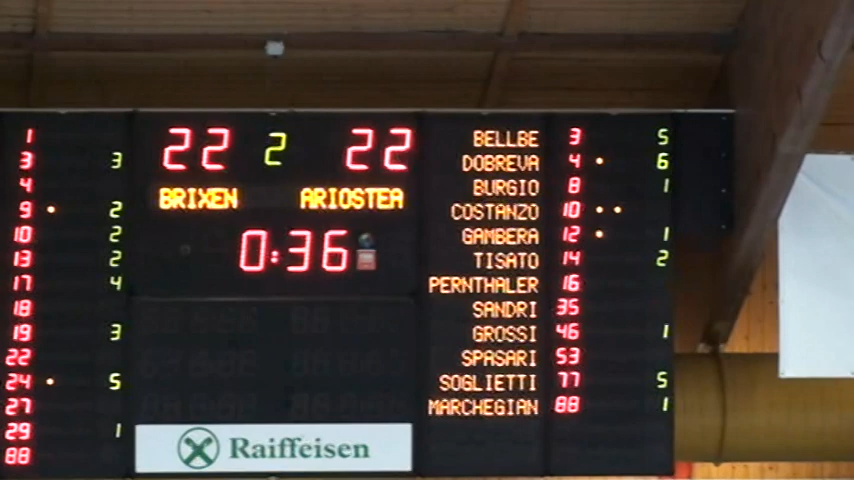 22 2 22
BRIXEN ARIOSTEA
0:36
1
3 3
4
9 2
10 2
13 2
17 4
18
19 3
22
24 5
27
29 1
88
BELLBE 3 5
DOBREVA 4 6
BURGIO 8 1
COSTANZO 10
GAMBERA 12 1
TISATO 14 2
PERNTHALER 16
SANDRI 35
GROSSI 46 1
SPASARI 53
SOGLIETTI 77 5
MARCHEGIAN 88 1
Raiffeisen